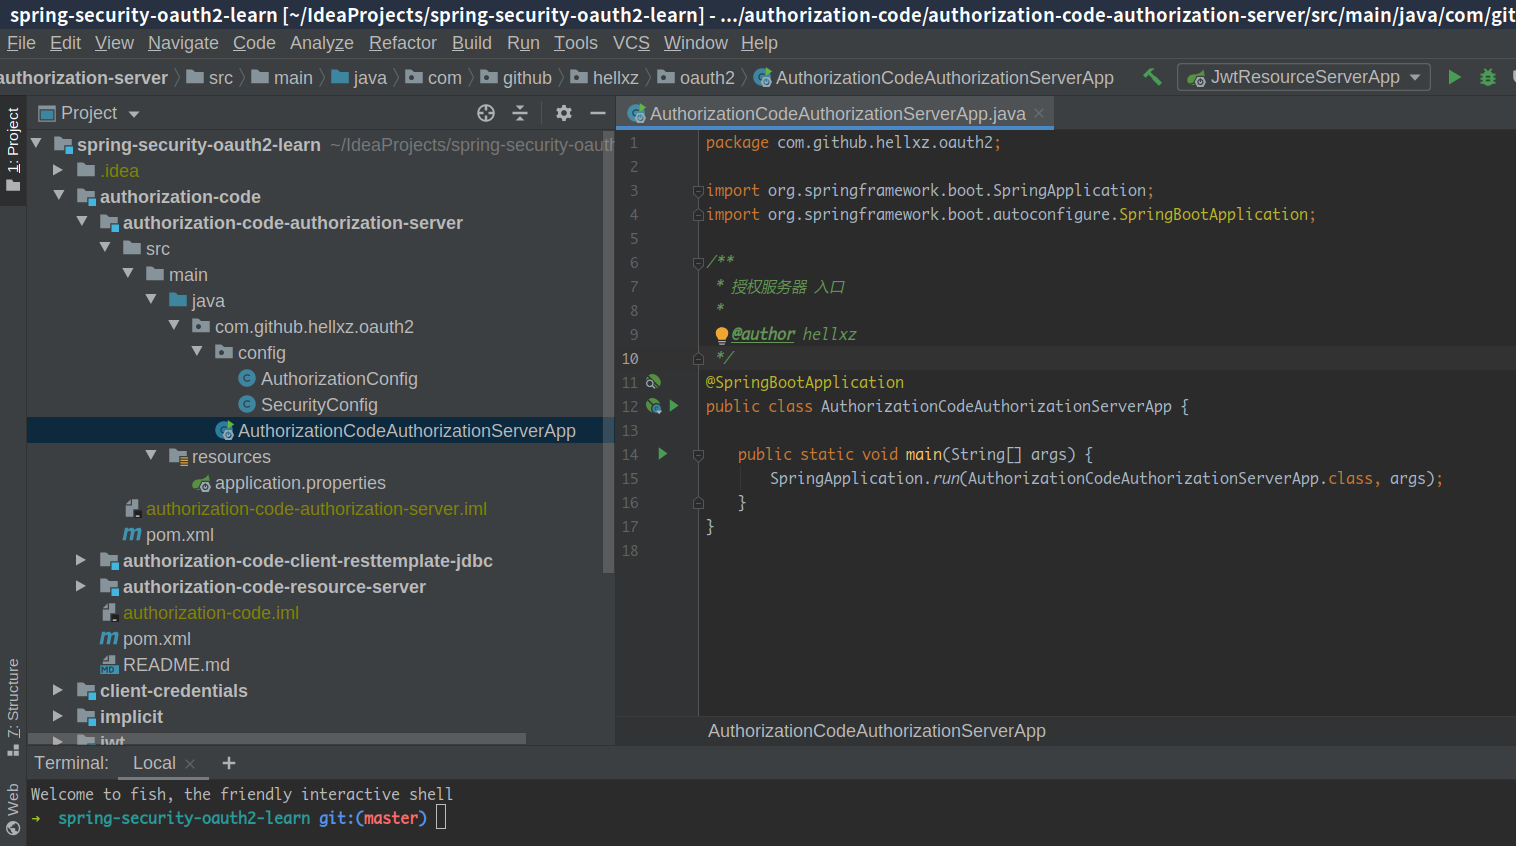 spring-security-oauth2-learn [~/IdeaProjects/spring-security-oauth2-learn] - .../authorization-code/authorization-code-authorization-server/src/main/java/com/git
File Edit View Navigate Code Analyze Refactor Build Run Tools VCS Window Help
authorization-server src main java com github hellxz oauth2 AuthorizationCodeAuthorizationServerApp JwtResourceServerApp
1: Project
Project
spring-security-oauth2-learn ~/IdeaProjects/spring-security-oaut
.idea
authorization-code
authorization-code-authorization-server
src
main
java
com.github.hellxz.oauth2
config
AuthorizationConfig
SecurityConfig
AuthorizationCodeAuthorizationServerApp
resources
application.properties
authorization-code-authorization-server.iml
pom.xml
authorization-code-client-resttemplate-jdbc
authorization-code-resource-server
authorization-code.iml
pom.xml
README.md
client-credentials
implicit
jwt
7: Structure
Web
AuthorizationCodeAuthorizationServerApp.java
1 package com.github.hellxz.oauth2;
2
3 import org.springframework.boot.SpringApplication;
4 import org.springframework.boot.autoconfigure.SpringBootApplication;
5
6 /**
7 * 授权服务器 入口
8 *
9 @author hellxz
10 */
11 @SpringBootApplication
12 public class AuthorizationCodeAuthorizationServerApp {
13
14 public static void main(String[] args) {
15 SpringApplication.run(AuthorizationCodeAuthorizationServerApp.class, args);
16 }
17 }
18
AuthorizationCodeAuthorizationServerApp
Terminal: Local +
Welcome to fish, the friendly interactive shell
→ spring-security-oauth2-learn git:(master)